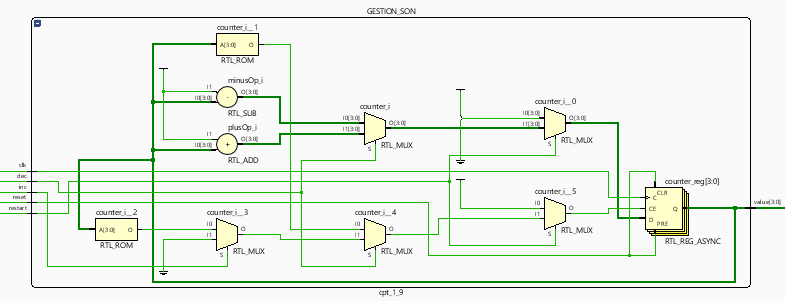 GESTION_SON
counter_i__1
A[3:0] O
RTL_ROM
minusOp_i
I1
I0[3:0]
-
O[3:0]
RTL_SUB
plusOp_i
I1
I0[3:0]
+
O[3:0]
RTL_ADD
counter_i
I0[3:0]
I1[3:0]
O[3:0]
S
RTL_MUX
counter_i__0
I0[3:0]
I1[3:0]
O[3:0]
S
RTL_MUX
clk
dec
inc
reset
restart
counter_i__2
A[3:0] O
RTL_ROM
counter_i__3
I0
I1
O
S
RTL_MUX
counter_i__4
I0
I1
O
S
RTL_MUX
counter_i__5
I0
I1
O
S
RTL_MUX
counter_reg[3:0]
CLR
C
CE
D
Q
PRE
RTL_REG_ASYNC
value[3:0]
cpt_1_9